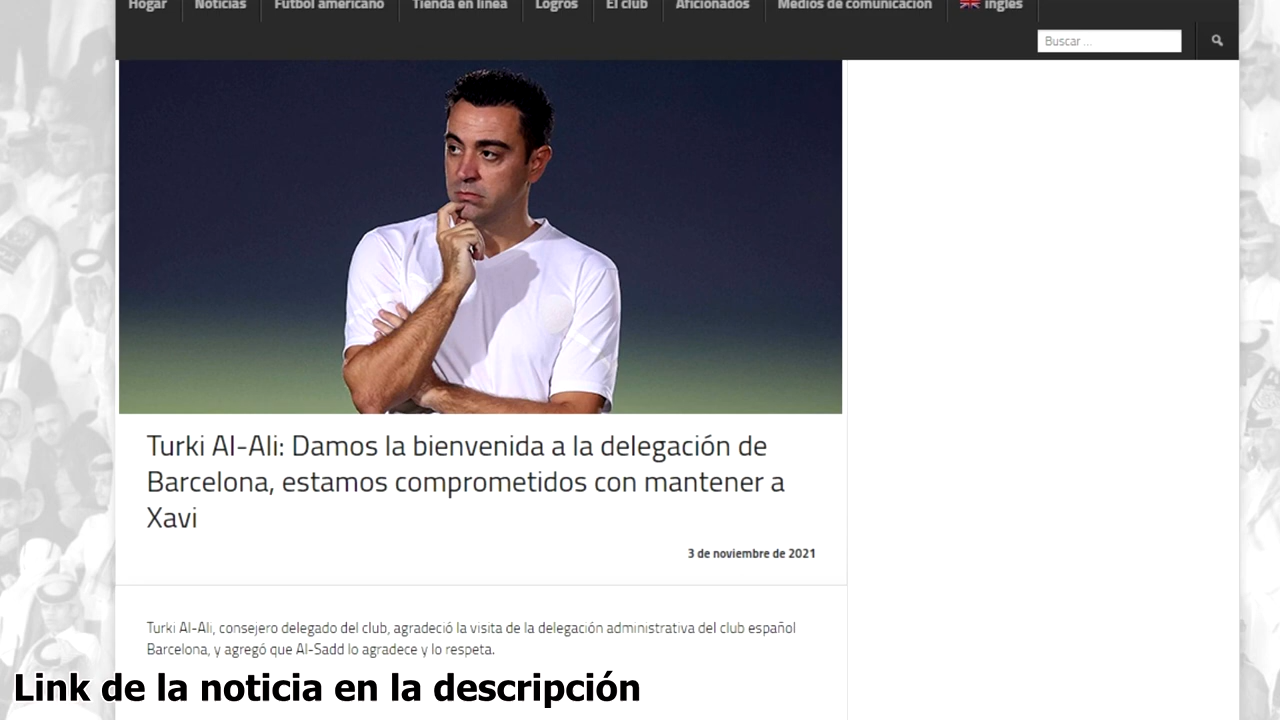 Hogar Noticias Fútbol americano Tienda en línea Logros El club Aficionados Medios de comunicación inglés
Buscar ...
Turki Al-Ali: Damos la bienvenida a la delegación de
Barcelona, estamos comprometidos con mantener a
Xavi
3 de noviembre de 2021
Turki Al-Ali, consejero delegado del club, agradeció la visita de la delegación administrativa del club español
Barcelona, y agregó que Al-Sadd lo agradece y lo respeta.
Link de la noticia en la descripción